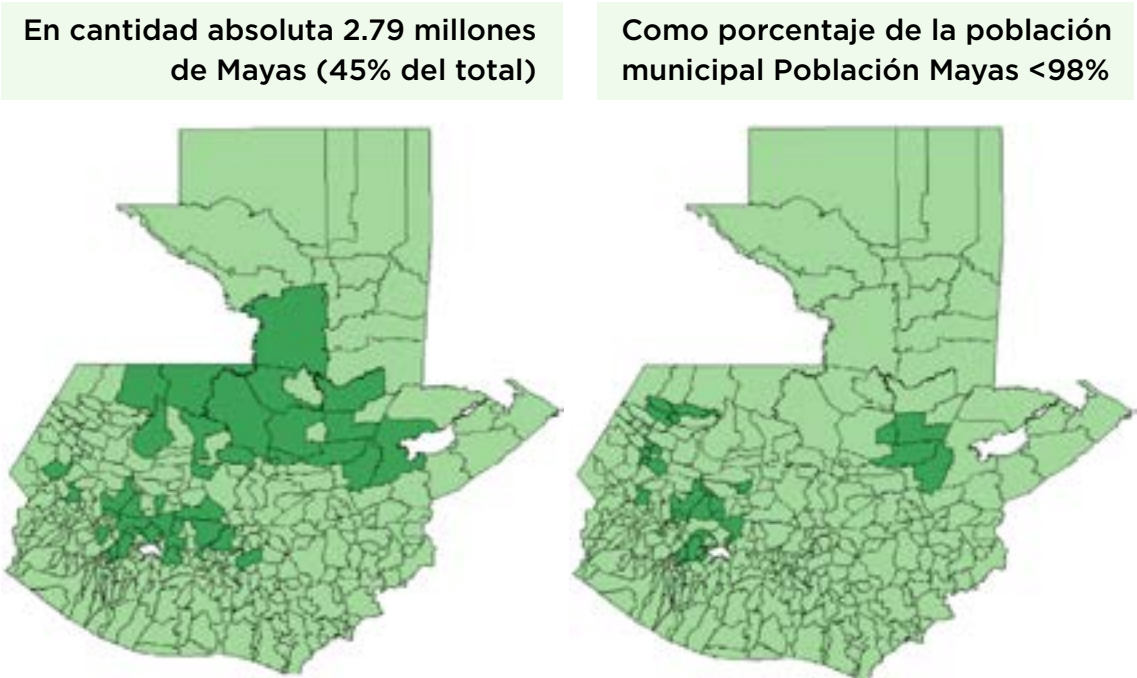 En cantidad absoluta 2.79 millones
de Mayas (45% del total)
Como porcentaje de la población
municipal Población Mayas <98%